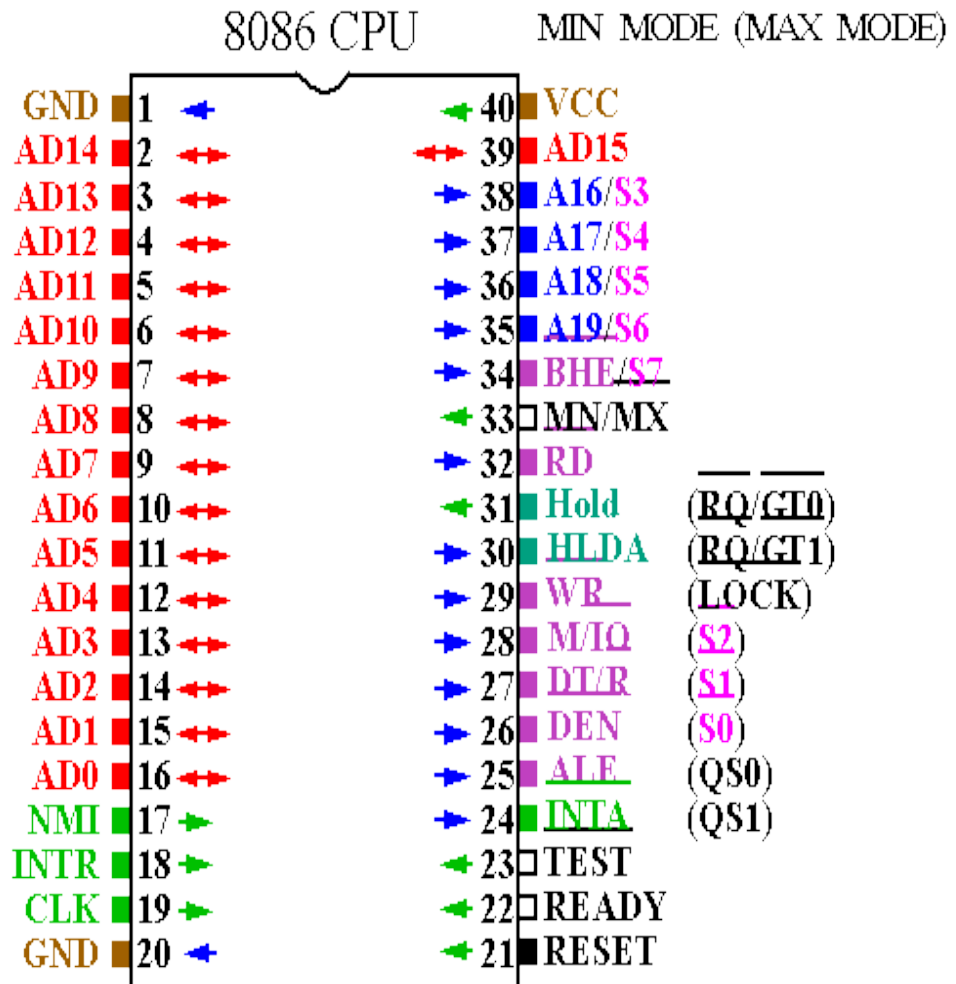 8086 CPU MIN MODE (MAX MODE)
GND 1 40 VCC
AD14 2 39 AD15
AD13 3 38 A16/S3
AD12 4 37 A17/S4
AD11 5 36 A18/S5
AD10 6 35 A19/S6
AD9 7 34 BHE/S7
AD8 8 33 MN/MX
AD7 9 32 RD
AD6 10 31 Hold (RQ/GT0)
AD5 11 30 HLDA (RQ/GT1)
AD4 12 29 WR (LOCK)
AD3 13 28 M/IO (S2)
AD2 14 27 DT/R (S1)
AD1 15 26 DEN (S0)
AD0 16 25 ALE (QS0)
NMI 17 24 INTA (QS1)
INTR 18 23 TEST
CLK 19 22 READY
GND 20 21 RESET